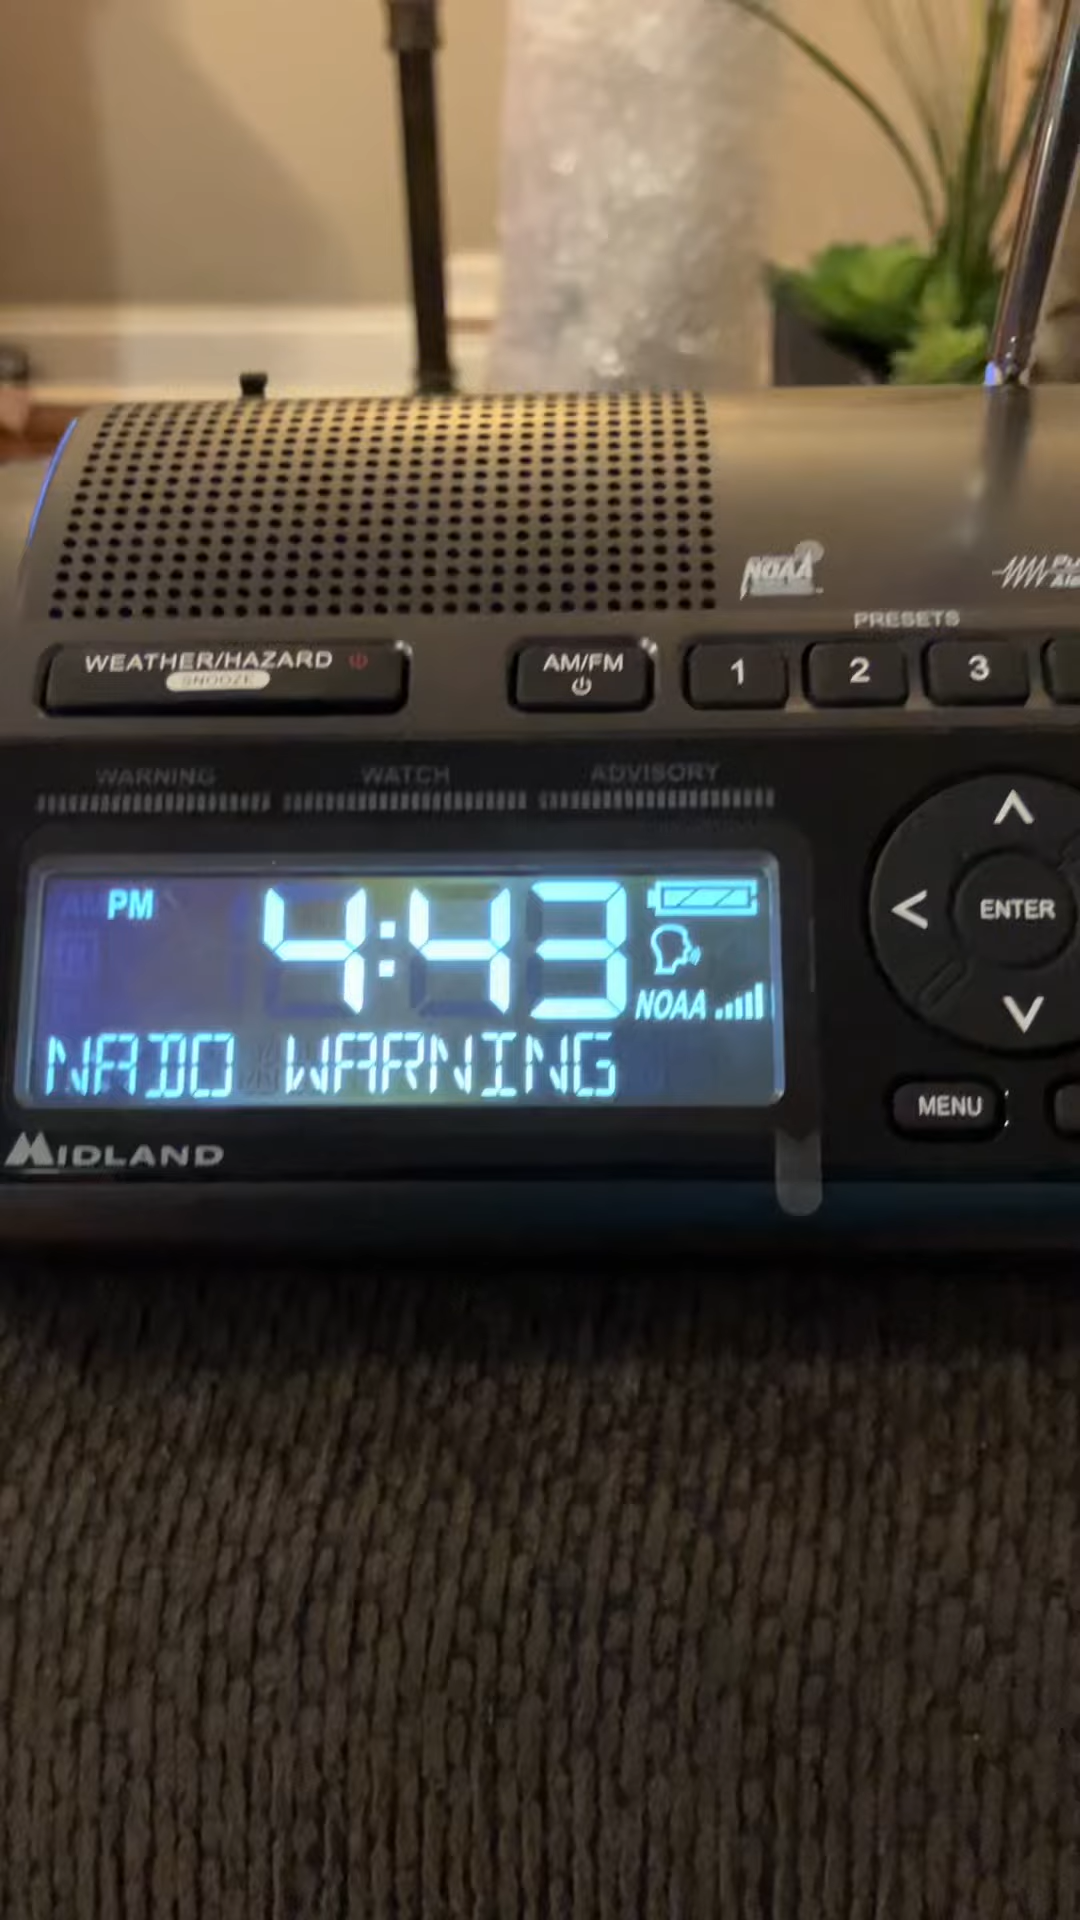 NOAA
PRESETS
WEATHER/HAZARD
SNOOZE
AM/FM
1
2
3
WARNING
WATCH
ADVISORY
PM
4:43
NOAA
NADO WARNING
ENTER
MENU
MIDLAND